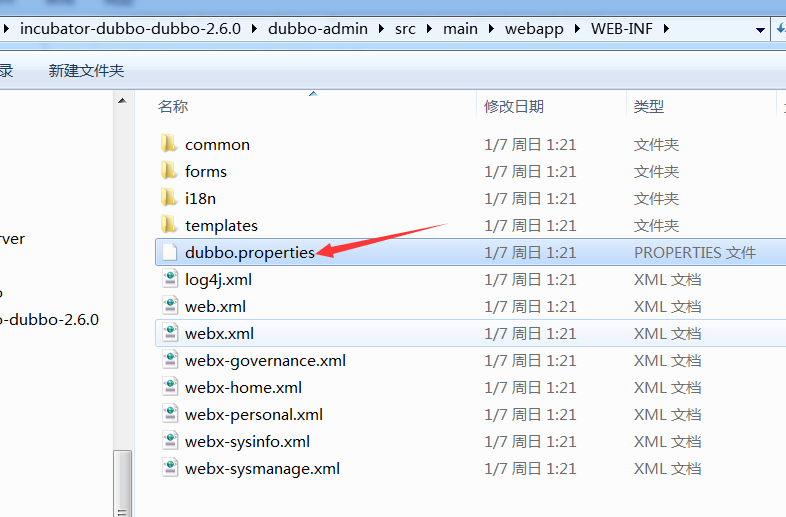 incubator-dubbo-dubbo-2.6.0 dubbo-admin src main webapp WEB-INF
录 新建文件夹
名称 修改日期 类型
common 1/7 周日 1:21 文件夹
forms 1/7 周日 1:21 文件夹
i18n 1/7 周日 1:21 文件夹
templates 1/7 周日 1:21 文件夹
rver
dubbo.properties 1/7 周日 1:21 PROPERTIES 文件
log4j.xml 1/7 周日 1:21 XML 文档
web.xml 1/7 周日 1:21 XML 文档
o-dubbo-2.6.0
webx.xml 1/7 周日 1:21 XML 文档
webx-governance.xml 1/7 周日 1:21 XML 文档
webx-home.xml 1/7 周日 1:21 XML 文档
webx-personal.xml 1/7 周日 1:21 XML 文档
webx-sysinfo.xml 1/7 周日 1:21 XML 文档
webx-sysmanage.xml 1/7 周日 1:21 XML 文档